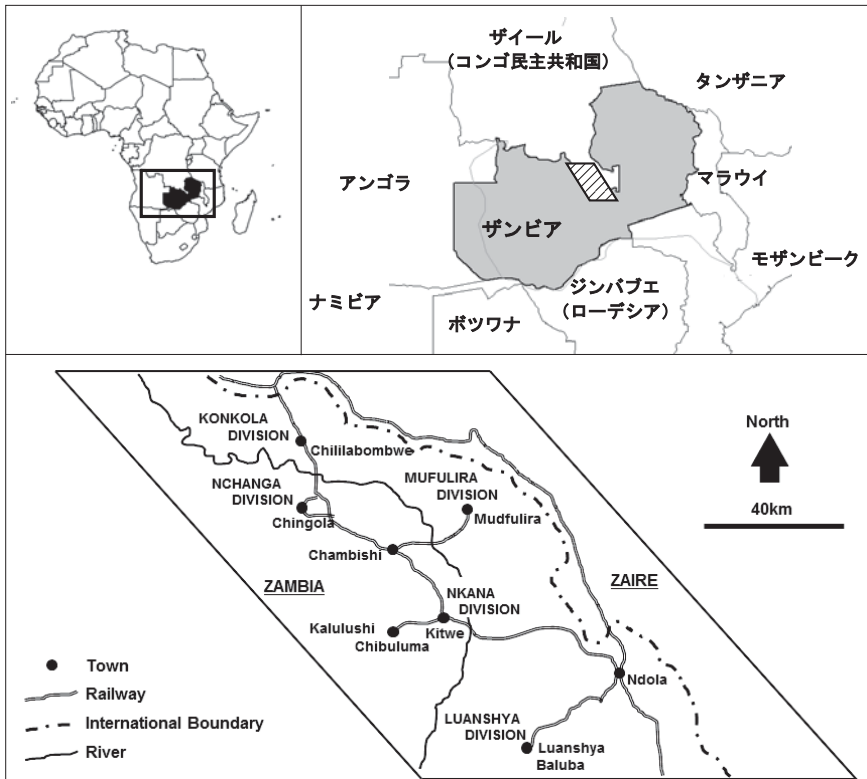 ザイール
（コンゴ民主共和国）
タンザニア
アンゴラ
マラウイ
ザンビア
モザンビーク
ジンバブエ
（ローデシア）
ナミビア
ボツワナ
KONKOLA
DIVISION
Chililabombwe
NCHANGA
DIVISION
Chingola
MUFULIRA
DIVISION
Mudfulira
Chambishi
North
40km
ZAMBIA
ZAIRE
NKANA
DIVISION
Kalulushi
Chibuluma
Kitwe
Ndola
LUANSHYA
DIVISION
Luanshya
Baluba
Town
Railway
International Boundary
River